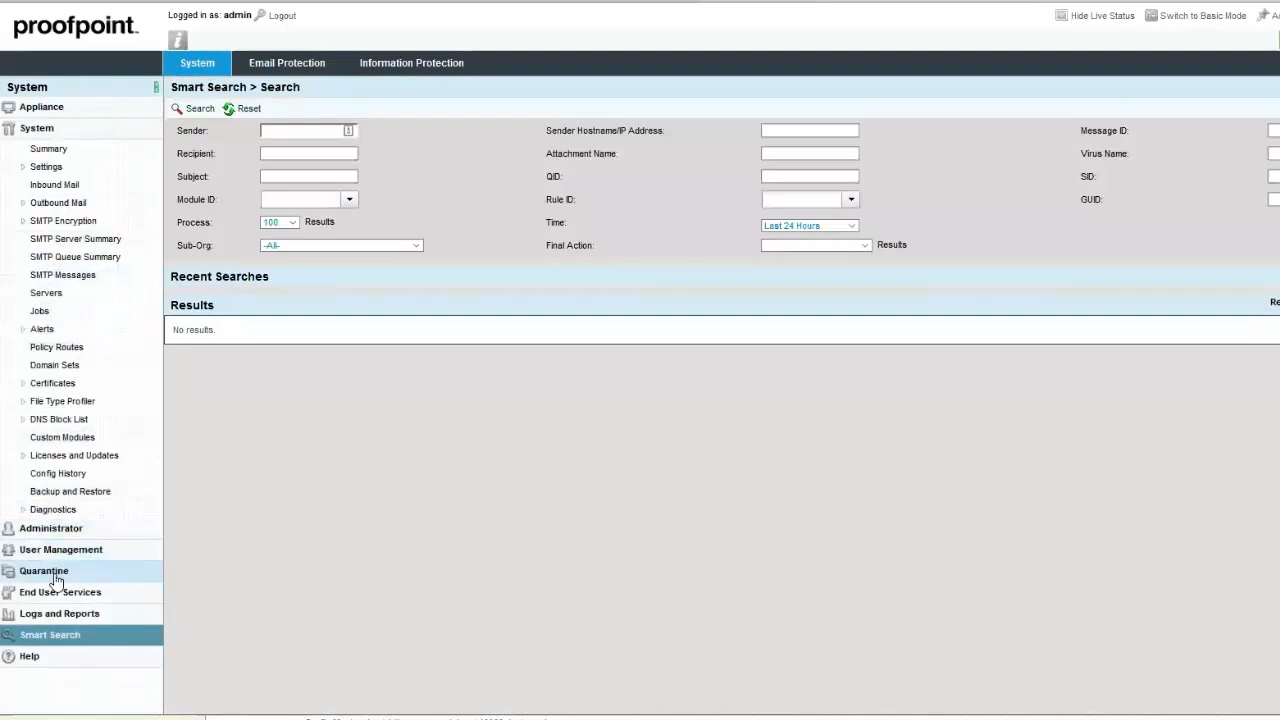 proofpoint.
Logged in as: admin Logout
Hide Live Status Switch to Basic Mode
System Email Protection Information Protection
System
Appliance
System
Summary
Settings
Inbound Mail
Outbound Mail
SMTP Encryption
SMTP Server Summary
SMTP Queue Summary
SMTP Messages
Servers
Jobs
Alerts
Policy Routes
Domain Sets
Certificates
File Type Profiler
DNS Block List
Custom Modules
Licenses and Updates
Config History
Backup and Restore
Diagnostics
Administrator
User Management
Quarantine
End User Services
Logs and Reports
Smart Search
Help
Smart Search > Search
Search Reset
Sender: Sender Hostname/IP Address: Message ID:
Recipient: Attachment Name: Virus Name:
Subject: QID: SID:
Module ID: Rule ID: GUID:
Process: 100 Results Time: Last 24 Hours
Sub-Org: -All- Final Action: Results
Recent Searches
Results
No results.